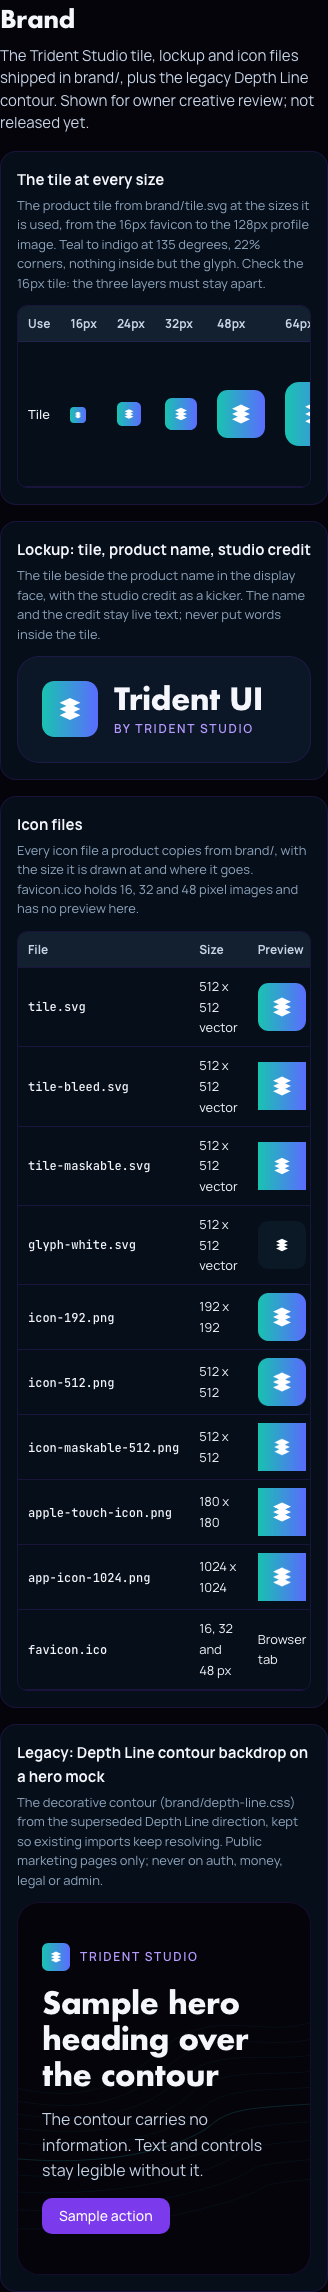 Brand
The Trident Studio tile, lockup and icon files
shipped in brand/, plus the legacy Depth Line
contour. Shown for owner creative review; not
released yet.
The tile at every size
The product tile from brand/tile.svg at the sizes it
is used, from the 16px favicon to the 128px profile
image. Teal to indigo at 135 degrees, 22%
corners, nothing inside but the glyph. Check the
16px tile: the three layers must stay apart.
Use 16px 24px 32px 48px 64px
Tile
Lockup: tile, product name, studio credit
The tile beside the product name in the display
face, with the studio credit as a kicker. The name
and the credit stay live text; never put words
inside the tile.
Trident UI
BY TRIDENT STUDIO
Icon files
Every icon file a product copies from brand/, with
the size it is drawn at and where it goes.
favicon.ico holds 16, 32 and 48 pixel images and
has no preview here.
File Size Preview
tile.svg 512 x
512
vector
tile-bleed.svg 512 x
512
vector
tile-maskable.svg 512 x
512
vector
glyph-white.svg 512 x
512
vector
icon-192.png 192 x
192
icon-512.png 512 x
512
icon-maskable-512.png 512 x
512
apple-touch-icon.png 180 x
180
app-icon-1024.png 1024 x
1024
favicon.ico 16, 32
and
48 px
Browser
tab
Legacy: Depth Line contour backdrop on
a hero mock
The decorative contour (brand/depth-line.css)
from the superseded Depth Line direction, kept
so existing imports keep resolving. Public
marketing pages only; never on auth, money,
legal or admin.
TRIDENT STUDIO
Sample hero
heading over
the contour
The contour carries no
information. Text and controls
stay legible without it.
Sample action